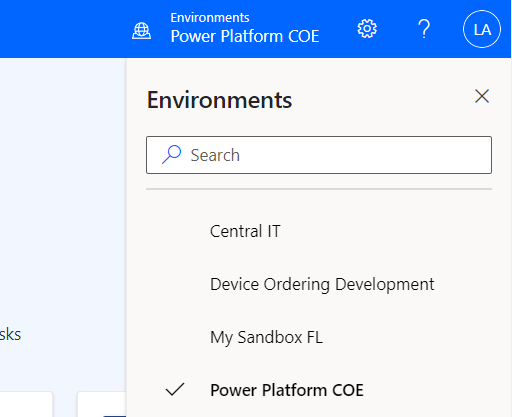 Environments
Power Platform COE
?
LA
Environments
Search
Central IT
Device Ordering Development
My Sandbox FL
sks
Power Platform COE